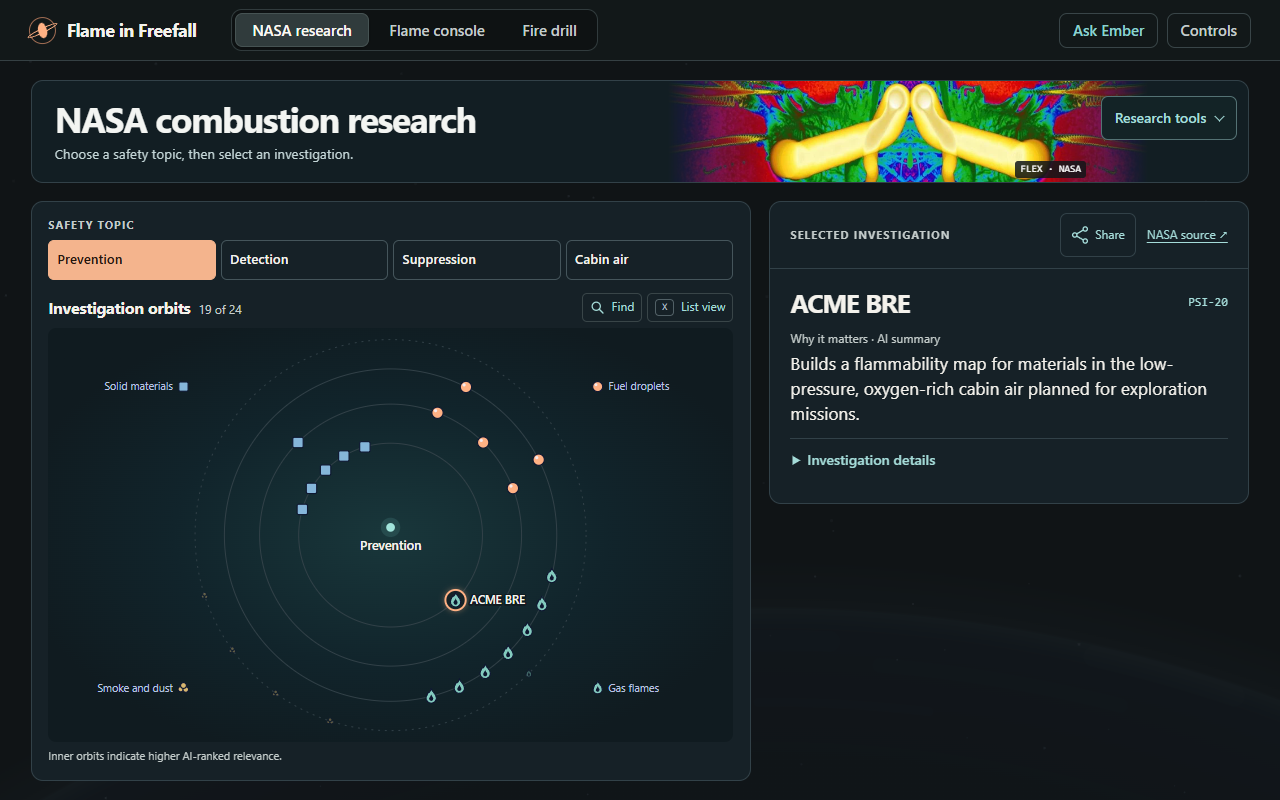 Flame in Freefall
NASA research
Flame console
Fire drill
Ask Ember
Controls
NASA combustion research
Choose a safety topic, then select an investigation.
Research tools
FLEX · NASA
SAFETY TOPIC
Prevention
Detection
Suppression
Cabin air
Investigation orbits 19 of 24
Find
X List view
Solid materials
Fuel droplets
Prevention
ACME BRE
Smoke and dust
Gas flames
Inner orbits indicate higher AI-ranked relevance.
SELECTED INVESTIGATION
Share
NASA source ↗
ACME BRE
PSI-20
Why it matters · AI summary
Builds a flammability map for materials in the low-
pressure, oxygen-rich cabin air planned for exploration
missions.
Investigation details